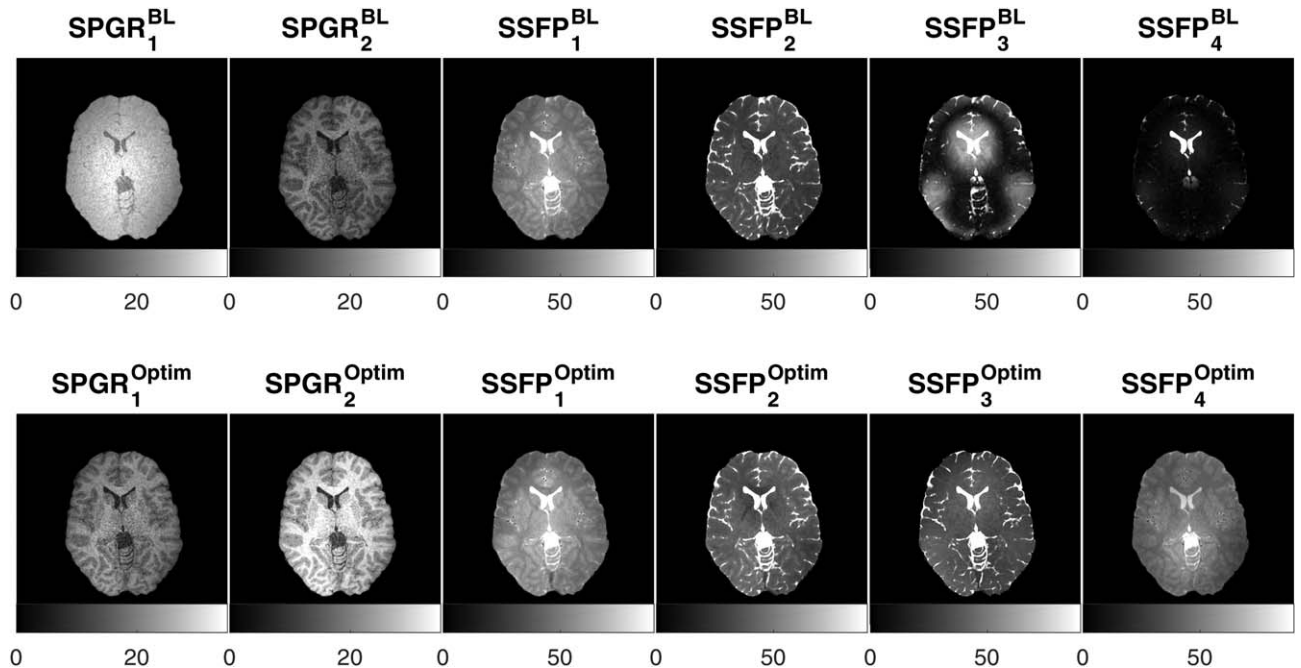 SPGR₁ᴮᴸ SPGR₂ᴮᴸ SSFP₁ᴮᴸ SSFP₂ᴮᴸ SSFP₃ᴮᴸ SSFP₄ᴮᴸ
0 20 0 20 0 50 0 50 0 50 0 50
SPGR₁ᴼᵖᵗⁱᵐ SPGR₂ᴼᵖᵗⁱᵐ SSFP₁ᴼᵖᵗⁱᵐ SSFP₂ᴼᵖᵗⁱᵐ SSFP₃ᴼᵖᵗⁱᵐ SSFP₄ᴼᵖᵗⁱᵐ
0 20 0 20 0 50 0 50 0 50 0 50